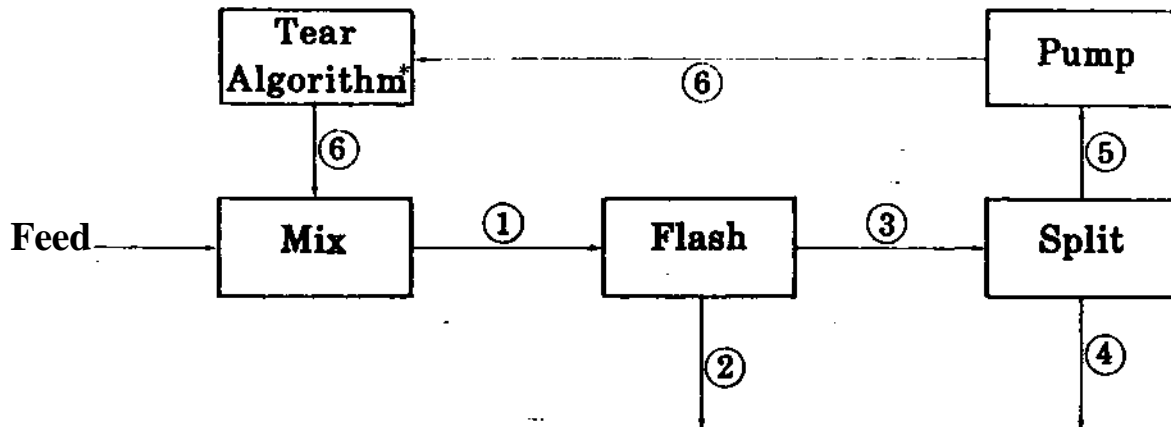 Tear
Algorithm*
Pump
⑥
⑥
⑤
Feed
Mix
①
Flash
③
Split
②
④